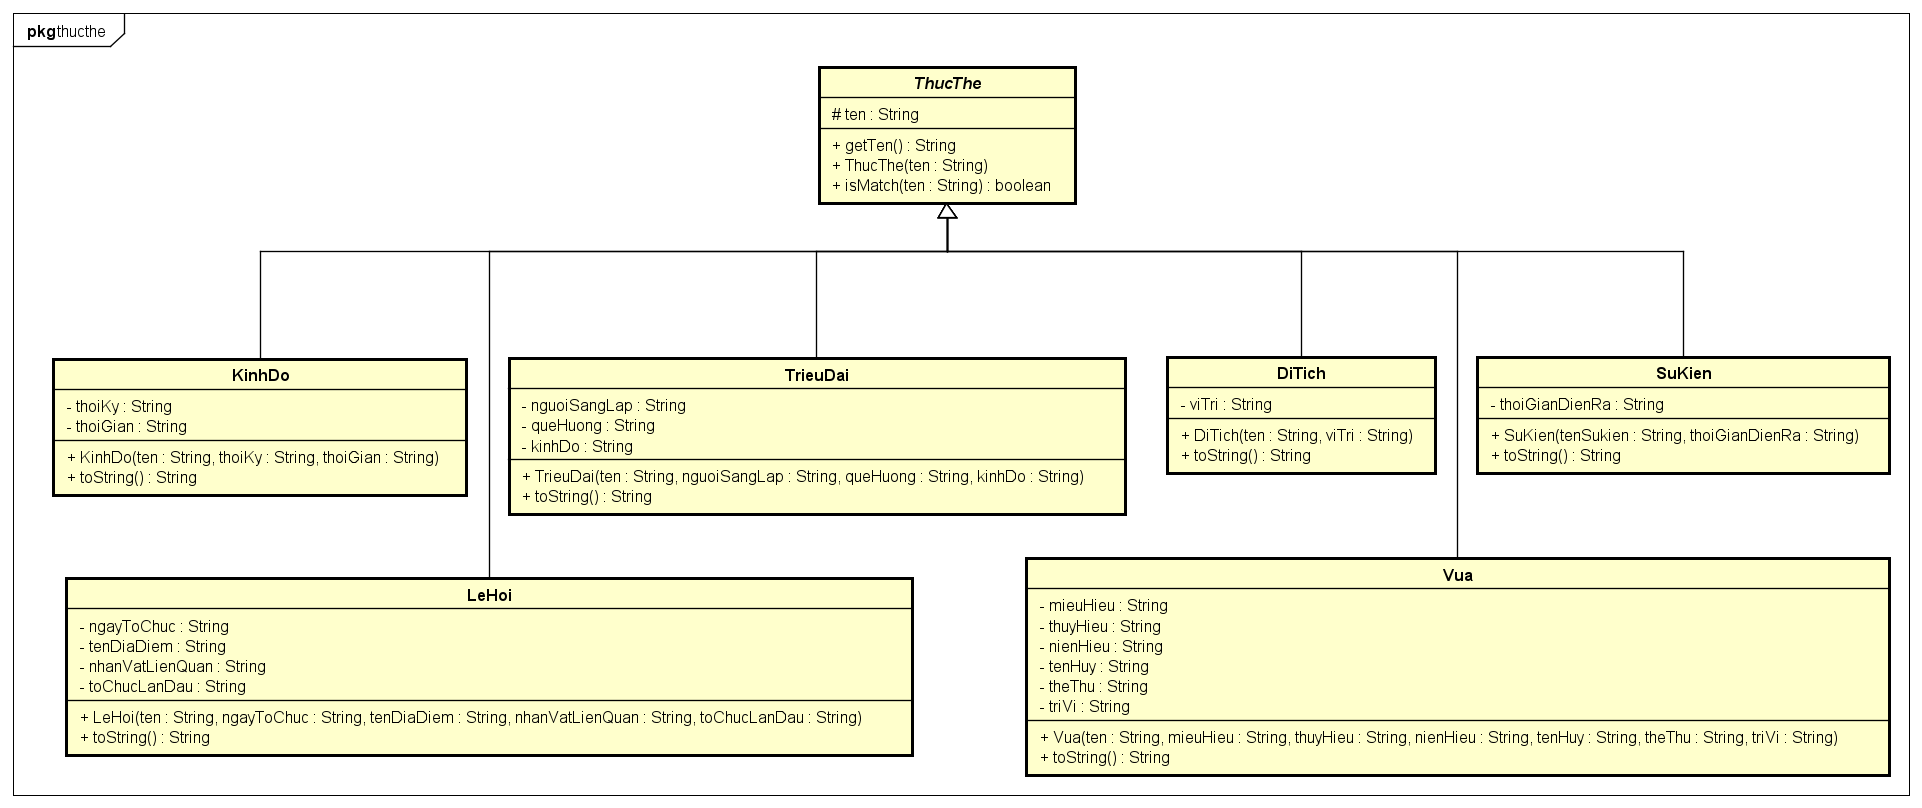 pkg thucthe
ThucThe
# ten : String
+ getTen() : String
+ ThucThe(ten : String)
+ isMatch(ten : String) : boolean
KinhDo
- thoiKy : String
- thoiGian : String
+ KinhDo(ten : String, thoiKy : String, thoiGian : String)
+ toString() : String
TrieuDai
- nguoiSangLap : String
- queHuong : String
- kinhDo : String
+ TrieuDai(ten : String, nguoiSangLap : String, queHuong : String, kinhDo : String)
+ toString() : String
DiTich
- viTri : String
+ DiTich(ten : String, viTri : String)
+ toString() : String
SuKien
- thoiGianDienRa : String
+ SuKien(tenSukien : String, thoiGianDienRa : String)
+ toString() : String
LeHoi
- ngayToChuc : String
- tenDiaDiem : String
- nhanVatLienQuan : String
- toChucLanDau : String
+ LeHoi(ten : String, ngayToChuc : String, tenDiaDiem : String, nhanVatLienQuan : String, toChucLanDau : String)
+ toString() : String
Vua
- mieuHieu : String
- thuyHieu : String
- nienHieu : String
- tenHuy : String
- theThu : String
- triVi : String
+ Vua(ten : String, mieuHieu : String, thuyHieu : String, nienHieu : String, tenHuy : String, theThu : String, triVi : String)
+ toString() : String